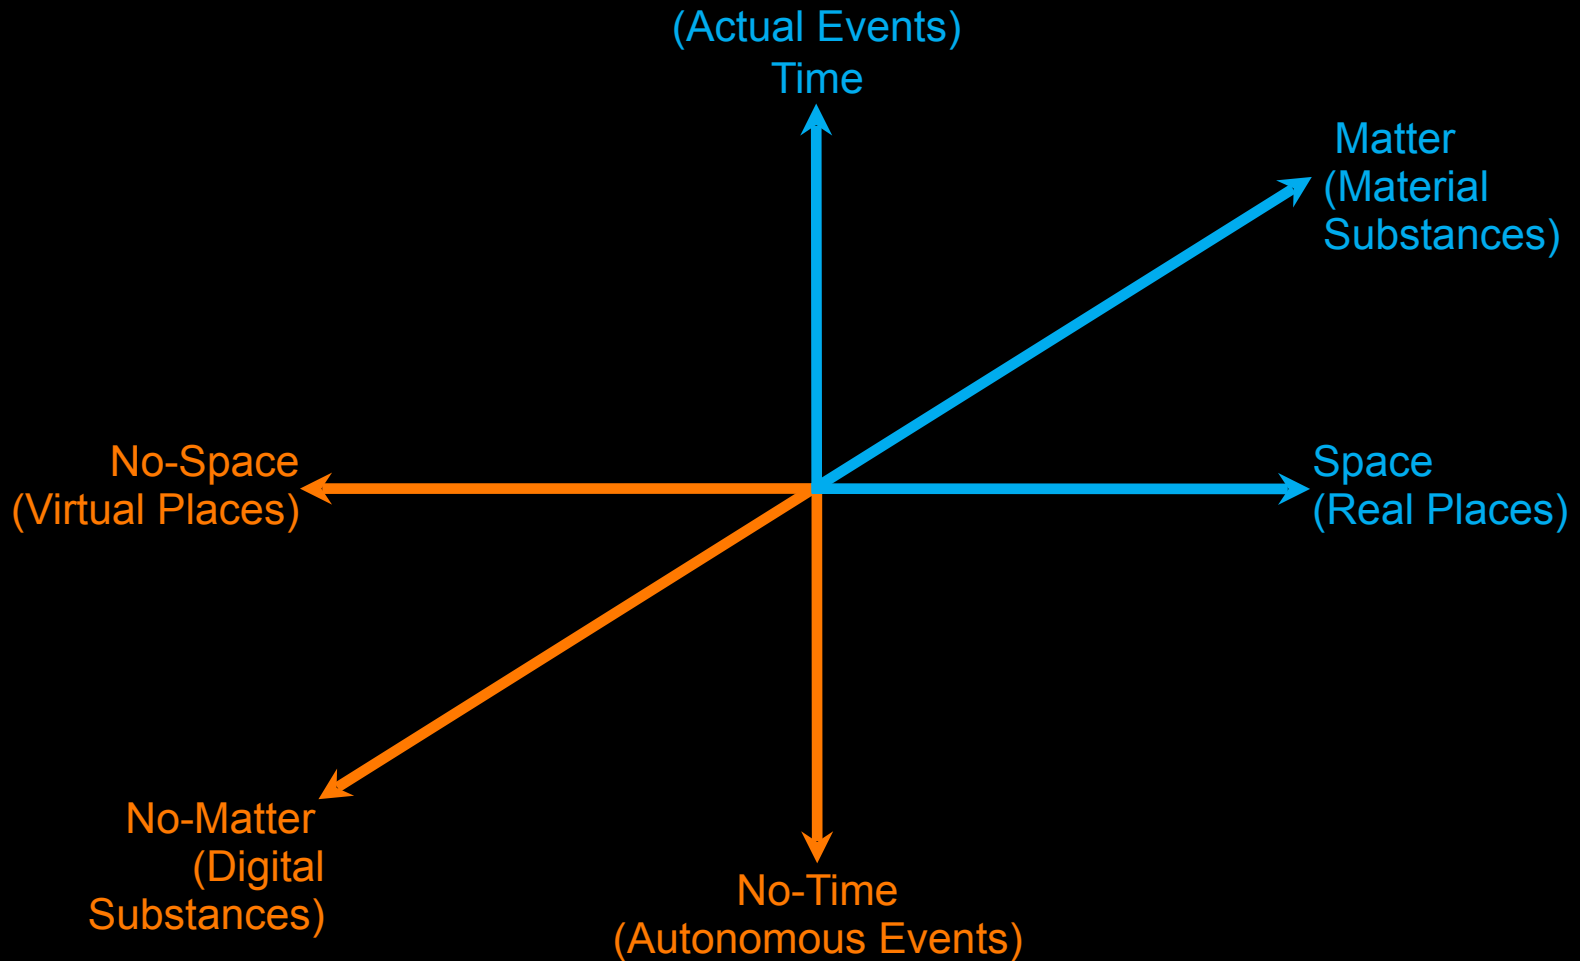 (Actual Events)
Time
Matter
(Material
Substances)
No-Space
(Virtual Places)
Space
(Real Places)
No-Matter
(Digital
Substances)
No-Time
(Autonomous Events)